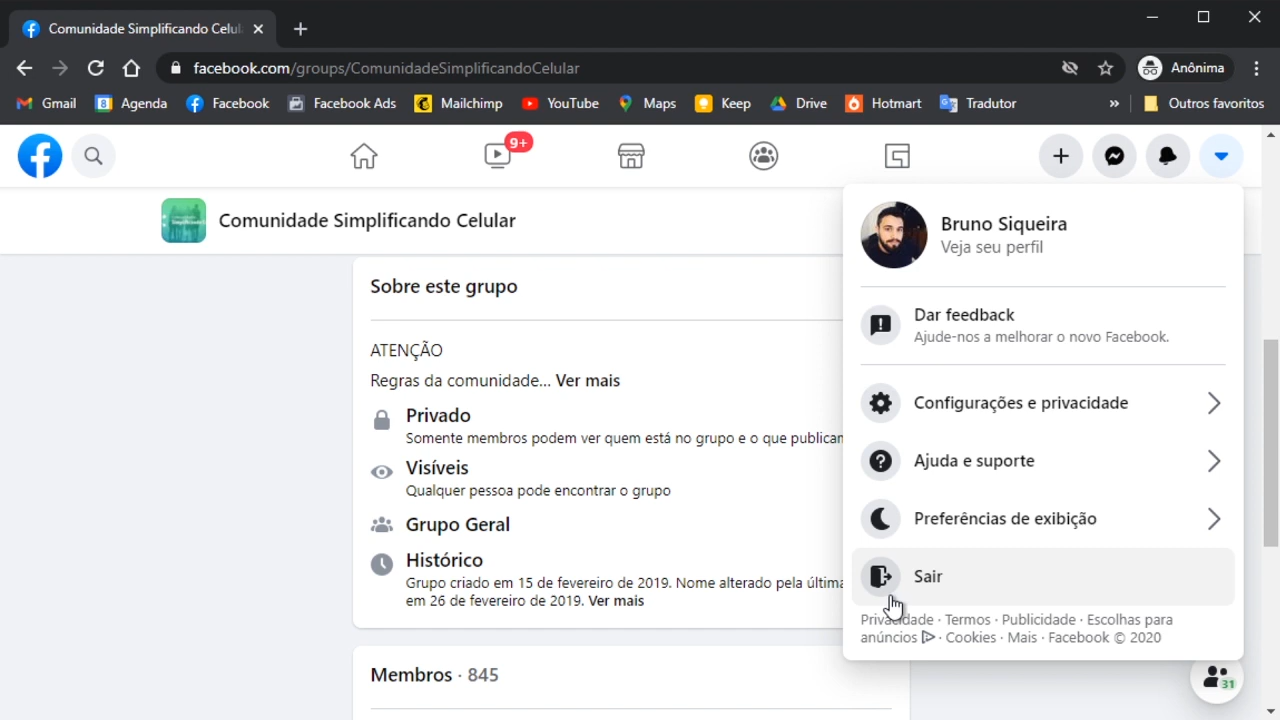 Comunidade Simplificando Celul
facebook.com/groups/ComunidadeSimplificandoCelular
Anônima
Gmail
8
Agenda
Facebook
Facebook Ads
Mailchimp
YouTube
Maps
Keep
Drive
Hotmart
Tradutor
»
Outros favoritos
9+
Comunidade Simplificando Celular
Sobre este grupo
ATENÇÃO
Regras da comunidade... Ver mais
Privado
Somente membros podem ver quem está no grupo e o que publicam
Visíveis
Qualquer pessoa pode encontrar o grupo
Grupo Geral
Histórico
Grupo criado em 15 de fevereiro de 2019. Nome alterado pela última
em 26 de fevereiro de 2019. Ver mais
Membros · 845
Bruno Siqueira
Veja seu perfil
Dar feedback
Ajude-nos a melhorar o novo Facebook.
Configurações e privacidade
Ajuda e suporte
Preferências de exibição
Sair
Privacidade · Termos · Publicidade · Escolhas para
anúncios · Cookies · Mais · Facebook © 2020
31